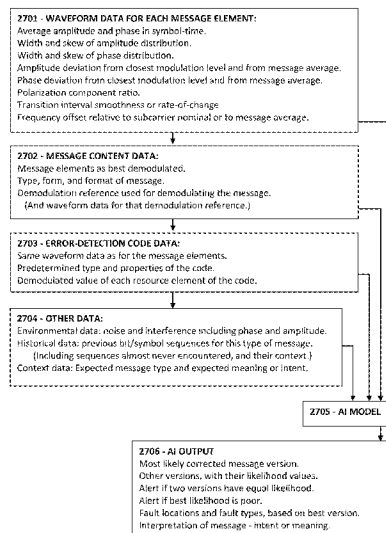 2701 - WAVEFORM DATA FOR EACH MESSAGE ELEMENT:
Average amplitude and phase in symbol-time.
Width and skew of amplitude distribution.
Width and skew of phase distribution.
Amplitude deviation from closest modulation level and from message average.
Phase deviation from closest modulation level and from message average.
Polarization component ratio.
Transition interval smoothness or rate-of-change
Frequency offset relative to subcarrier nominal or to message average.
2702 - MESSAGE CONTENT DATA:
Message elements as best demodulated.
Type, form, and format of message.
Demodulation reference used for demodulating the message.
(And waveform data for that demodulation reference.)
2703 - ERROR-DETECTION CODE DATA:
Same waveform data as for the message elements.
Predetermined type and properties of the code.
Demodulated value of each resource element of the code.
2704 - OTHER DATA:
Environmental data: noise and interference including phase and amplitude.
Historical data: previous bit/symbol sequences for this type of message.
(Including sequences almost never encountered, and their context.)
Context data: Expected message type and expected meaning or intent.
2705 - AI MODEL
2706 - AI OUTPUT
Most likely corrected message version.
Other versions, with their likelihood values.
Alert if two versions have equal likelihood.
Alert if best likelihood is poor.
Fault locations and fault types, based on best version.
Interpretation of message - intent or meaning.